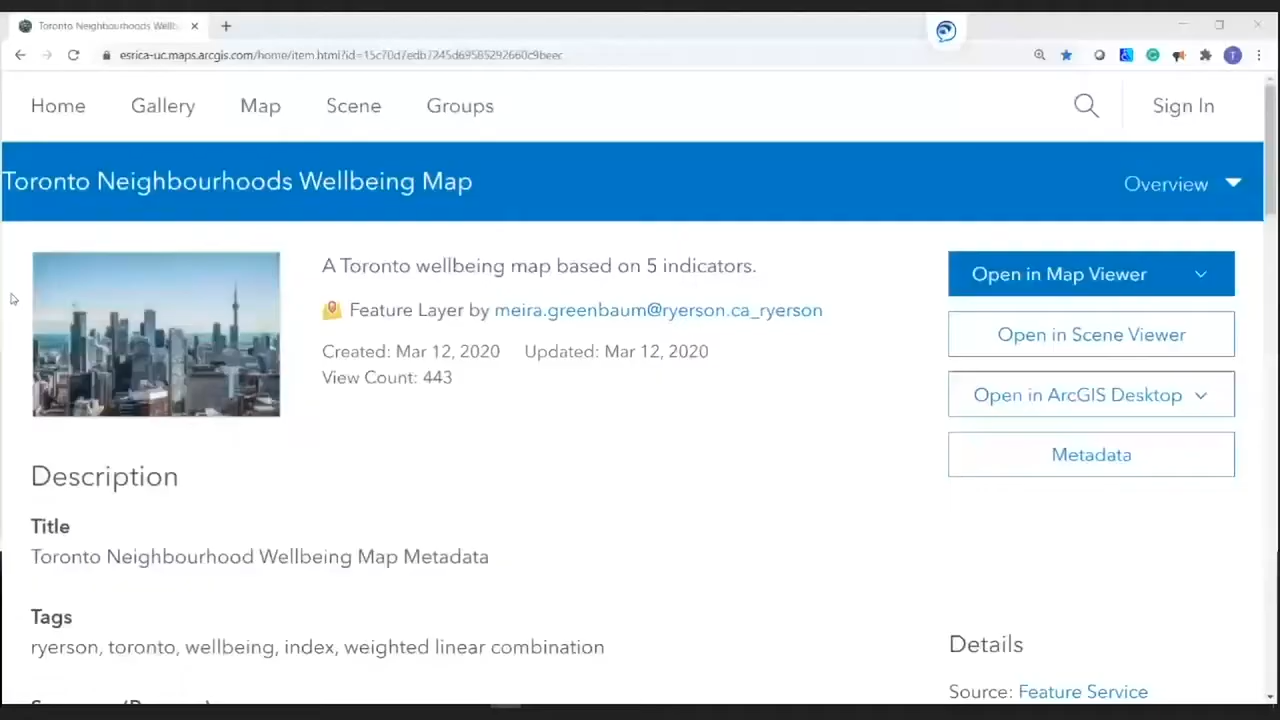 Toronto Neighbourhoods Wellb
esrica-uc.maps.arcgis.com/home/item.html?id=
Home Gallery Map Scene Groups Sign In
Toronto Neighbourhoods Wellbeing Map
Overview
A Toronto wellbeing map based on 5 indicators.
Feature Layer by meira.greenbaum@ryerson.ca_ryerson
Created: Mar 12, 2020 Updated: Mar 12, 2020
View Count: 443
Open in Map Viewer
Open in Scene Viewer
Open in ArcGIS Desktop
Metadata
Description
Title
Toronto Neighbourhood Wellbeing Map Metadata
Tags
ryerson, toronto, wellbeing, index, weighted linear combination
Details
Source: Feature Service